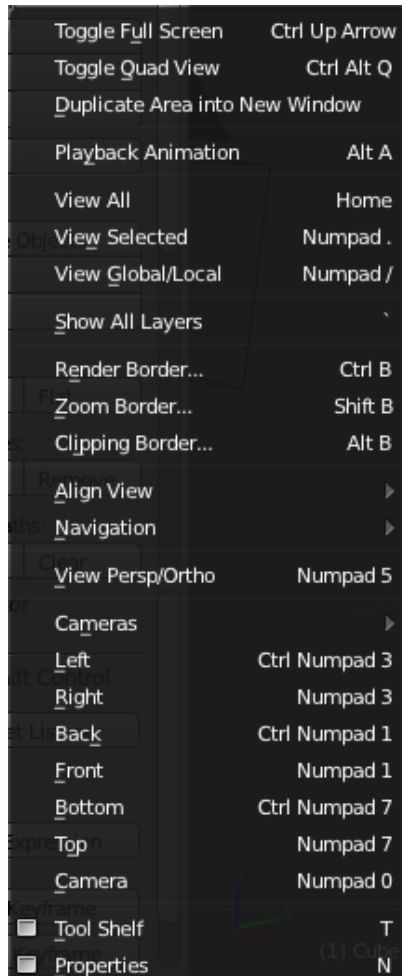 Toggle Full Screen Ctrl Up Arrow
Toggle Quad View Ctrl Alt Q
Duplicate Area into New Window
Playback Animation Alt A
View All Home
View Selected Numpad .
View Global/Local Numpad /
Show All Layers `
Render Border... Ctrl B
Zoom Border... Shift B
Clipping Border... Alt B
Align View
Navigation
View Persp/Ortho Numpad 5
Cameras
Left Ctrl Numpad 3
Right Numpad 3
Back Ctrl Numpad 1
Front Numpad 1
Bottom Ctrl Numpad 7
Top Numpad 7
Camera Numpad 0
Tool Shelf T
(1) Cube
Properties N